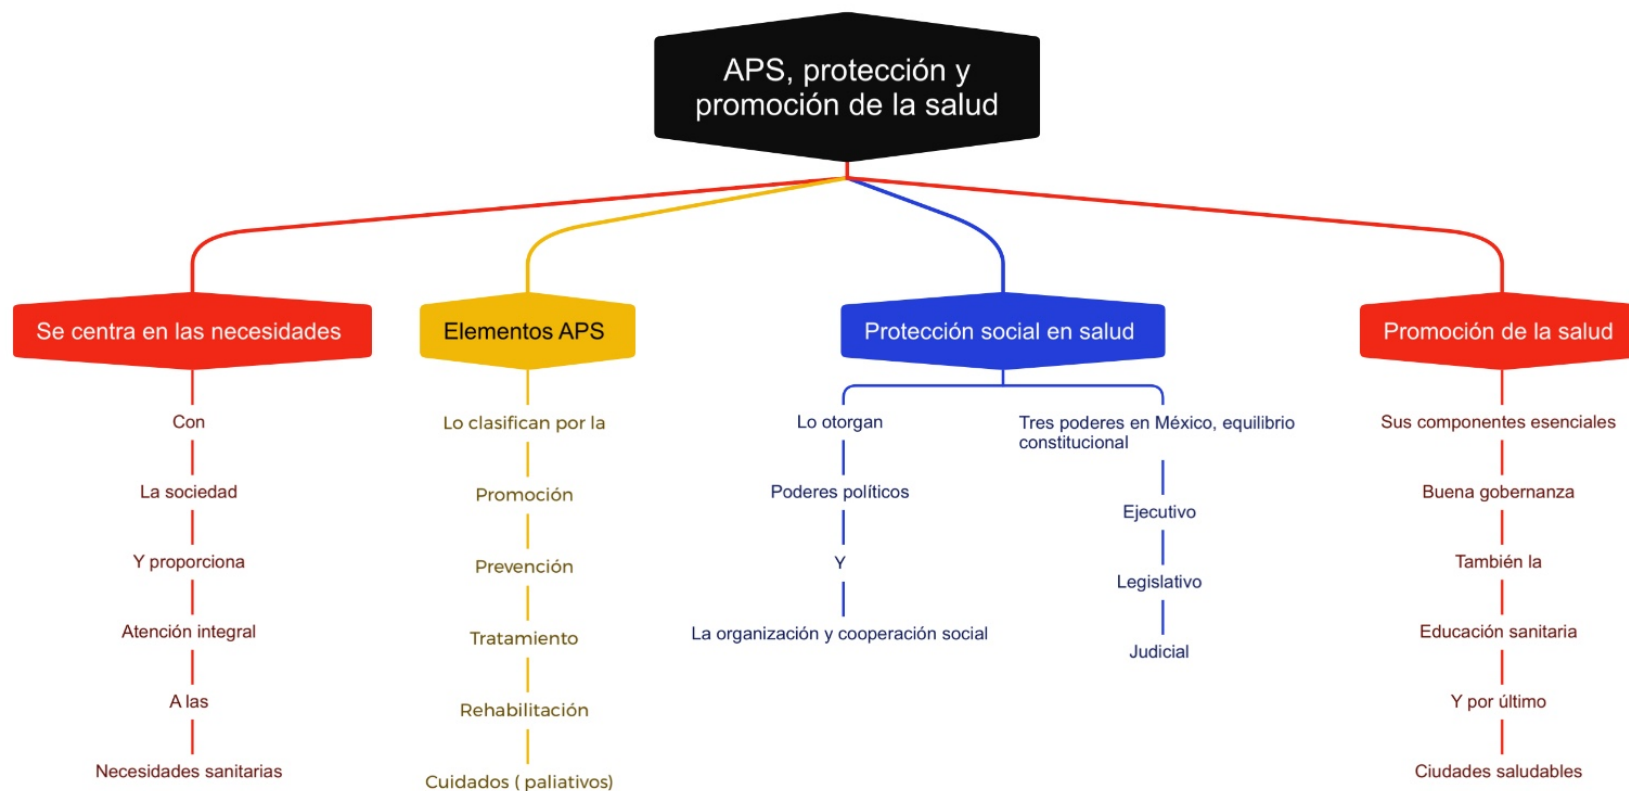 APS, protección y
promoción de la salud
Se centra en las necesidades
Con
La sociedad
Y proporciona
Atención integral
A las
Necesidades sanitarias
Elementos APS
Lo clasifican por la
Promoción
Prevención
Tratamiento
Rehabilitación
Cuidados ( paliativos)
Protección social en salud
Lo otorgan
Poderes políticos
Y
La organización y cooperación social
Tres poderes en México, equilibrio
constitucional
Ejecutivo
Legislativo
Judicial
Promoción de la salud
Sus componentes esenciales
Buena gobernanza
También la
Educación sanitaria
Y por último
Ciudades saludables